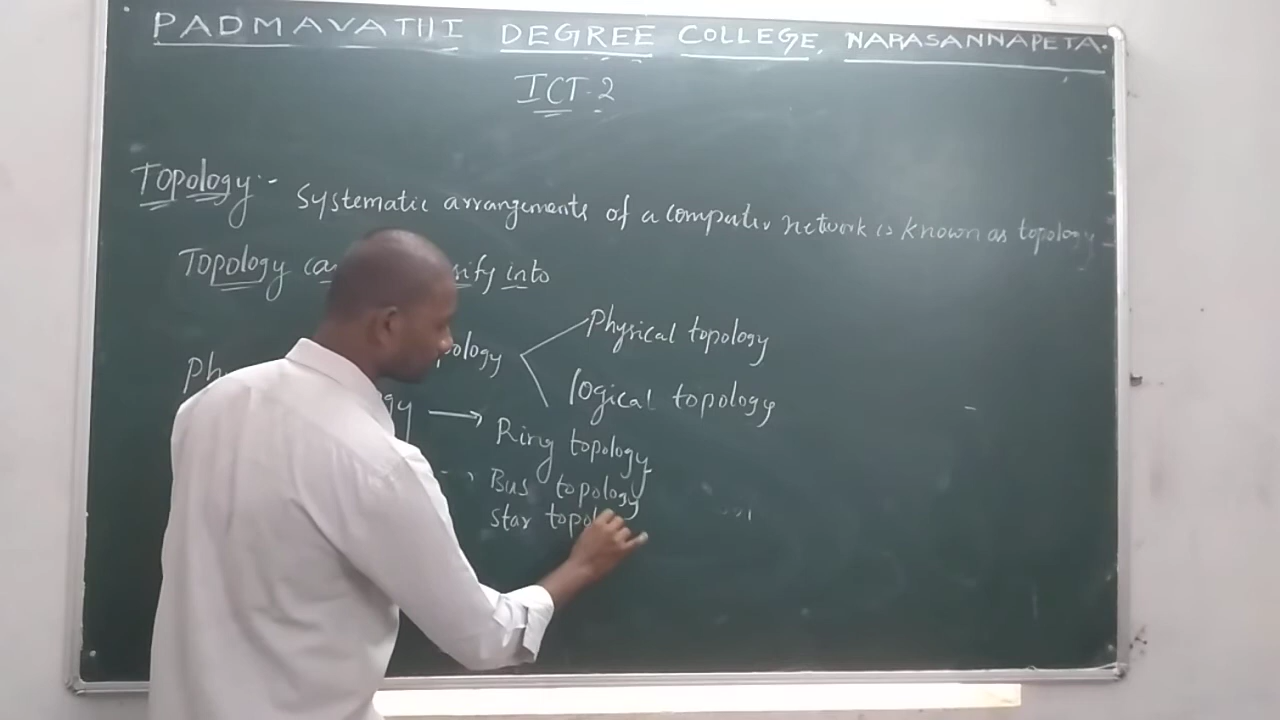 PADMAVATHI DEGREE COLLEGE, NARASANNAPETA.
ICT-2
Topology:- Systematic arrangements of a computer network is known as topology
Topology into
Physical topology
logical topology
→ Ring topology
Bus topology
Star